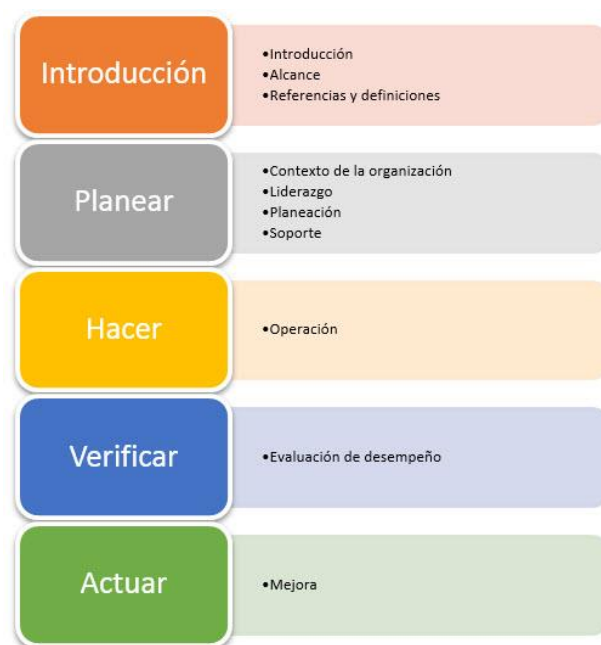 Introducción
•Introducción
•Alcance
•Referencias y definiciones
Planear
•Contexto de la organización
•Liderazgo
•Planeación
•Soporte
Hacer
•Operación
Verificar
•Evaluación de desempeño
Actuar
•Mejora